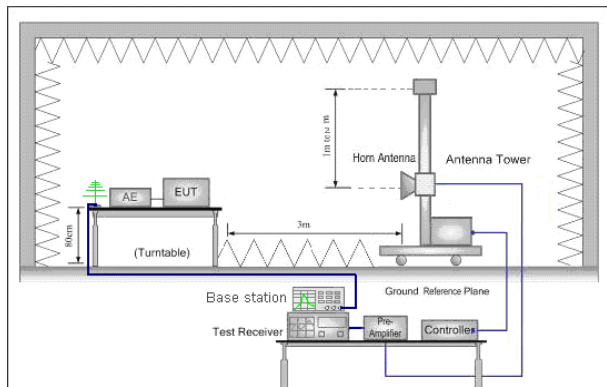 1m to 2 m
Horn Antenna
Antenna Tower
AE
EUT
3m
80cm
(Turntable)
Ground Reference Plane
Base station
Test Receiver
Pre-
Amplifier
Controller